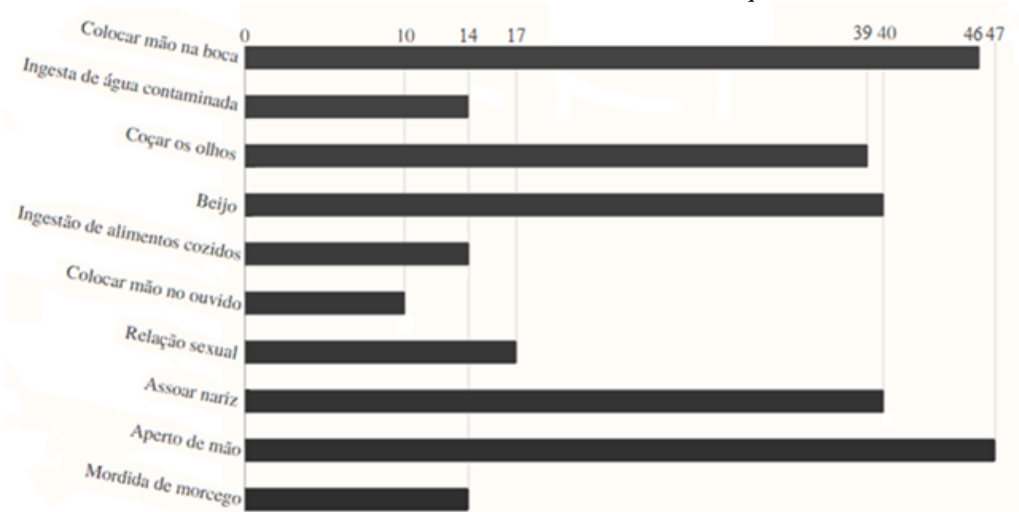 0 10 14 17 39 40 46 47
Colocar mão na boca
Ingesta de água contaminada
Coçar os olhos
Beijo
Ingestão de alimentos cozidos
Colocar mão no ouvido
Relação sexual
Assoar nariz
Aperto de mão
Mordida de morcego